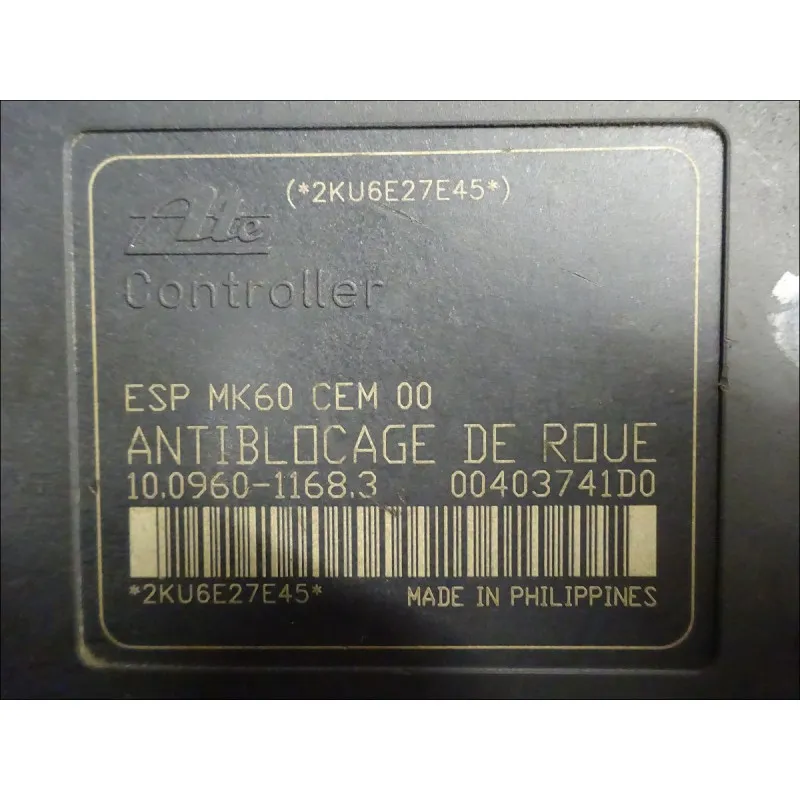 (*2KU6E27E45*)
Ate
Controller
ESP MK60 CEM 00
ANTIBLOCAGE DE ROUE
10.0960-1168.3 00403741D0
*2KU6E27E45* MADE IN PHILIPPINES